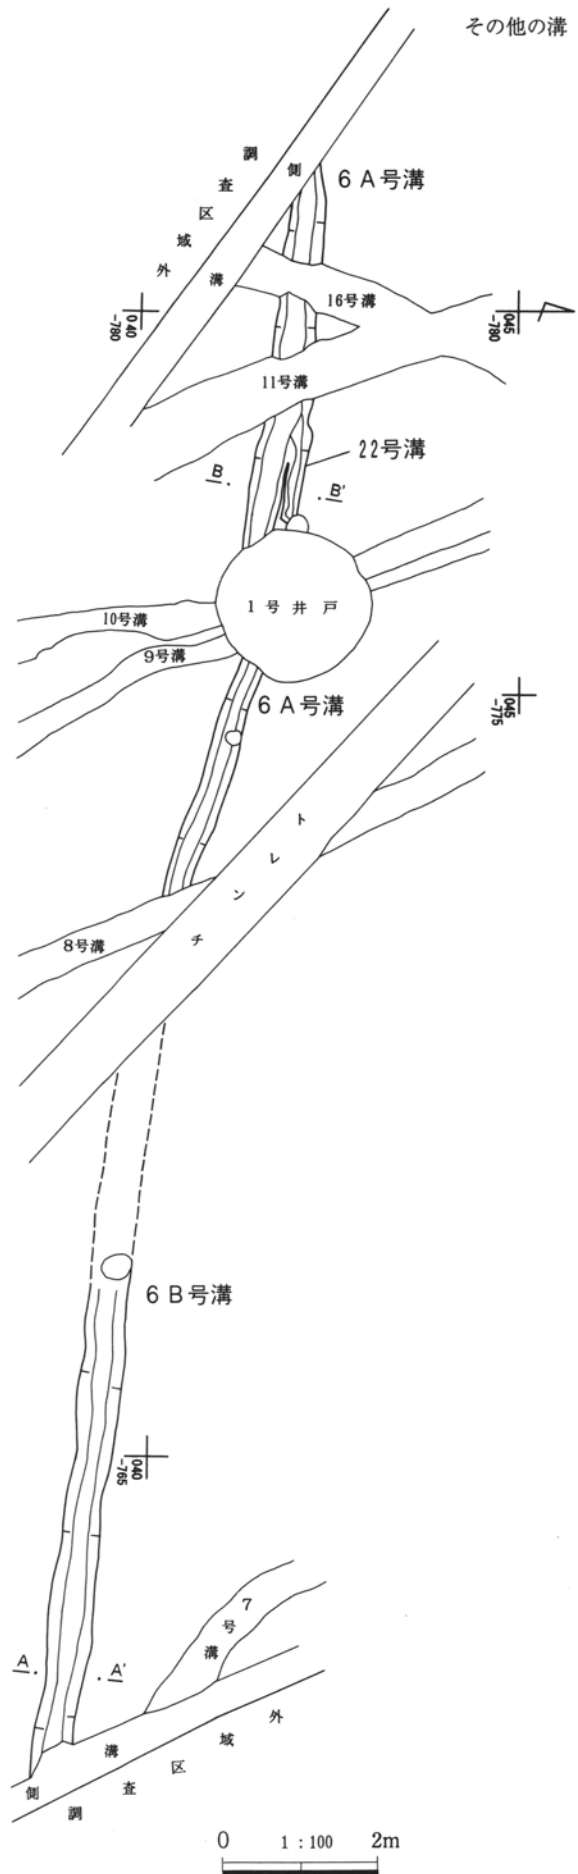 その他の溝
調査区域外
側溝
6A号溝
16号溝
040
-780
045
-780
11号溝
22号溝
B
B'
1号井戸
10号溝
9号溝
6A号溝
045
-775
トレンチ
8号溝
6B号溝
040
-765
7号溝
A
A'
側溝
調査区域外
0 1:100 2m